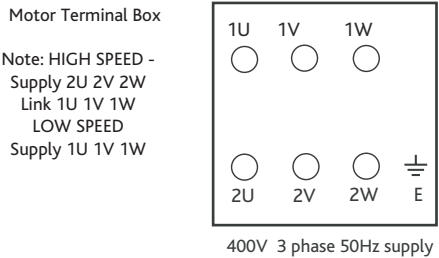 Motor Terminal Box
Note: HIGH SPEED -
Supply 2U 2V 2W
Link 1U 1V 1W
LOW SPEED
Supply 1U 1V 1W
1U 1V 1W
2U 2V 2W E
400V 3 phase 50Hz supply